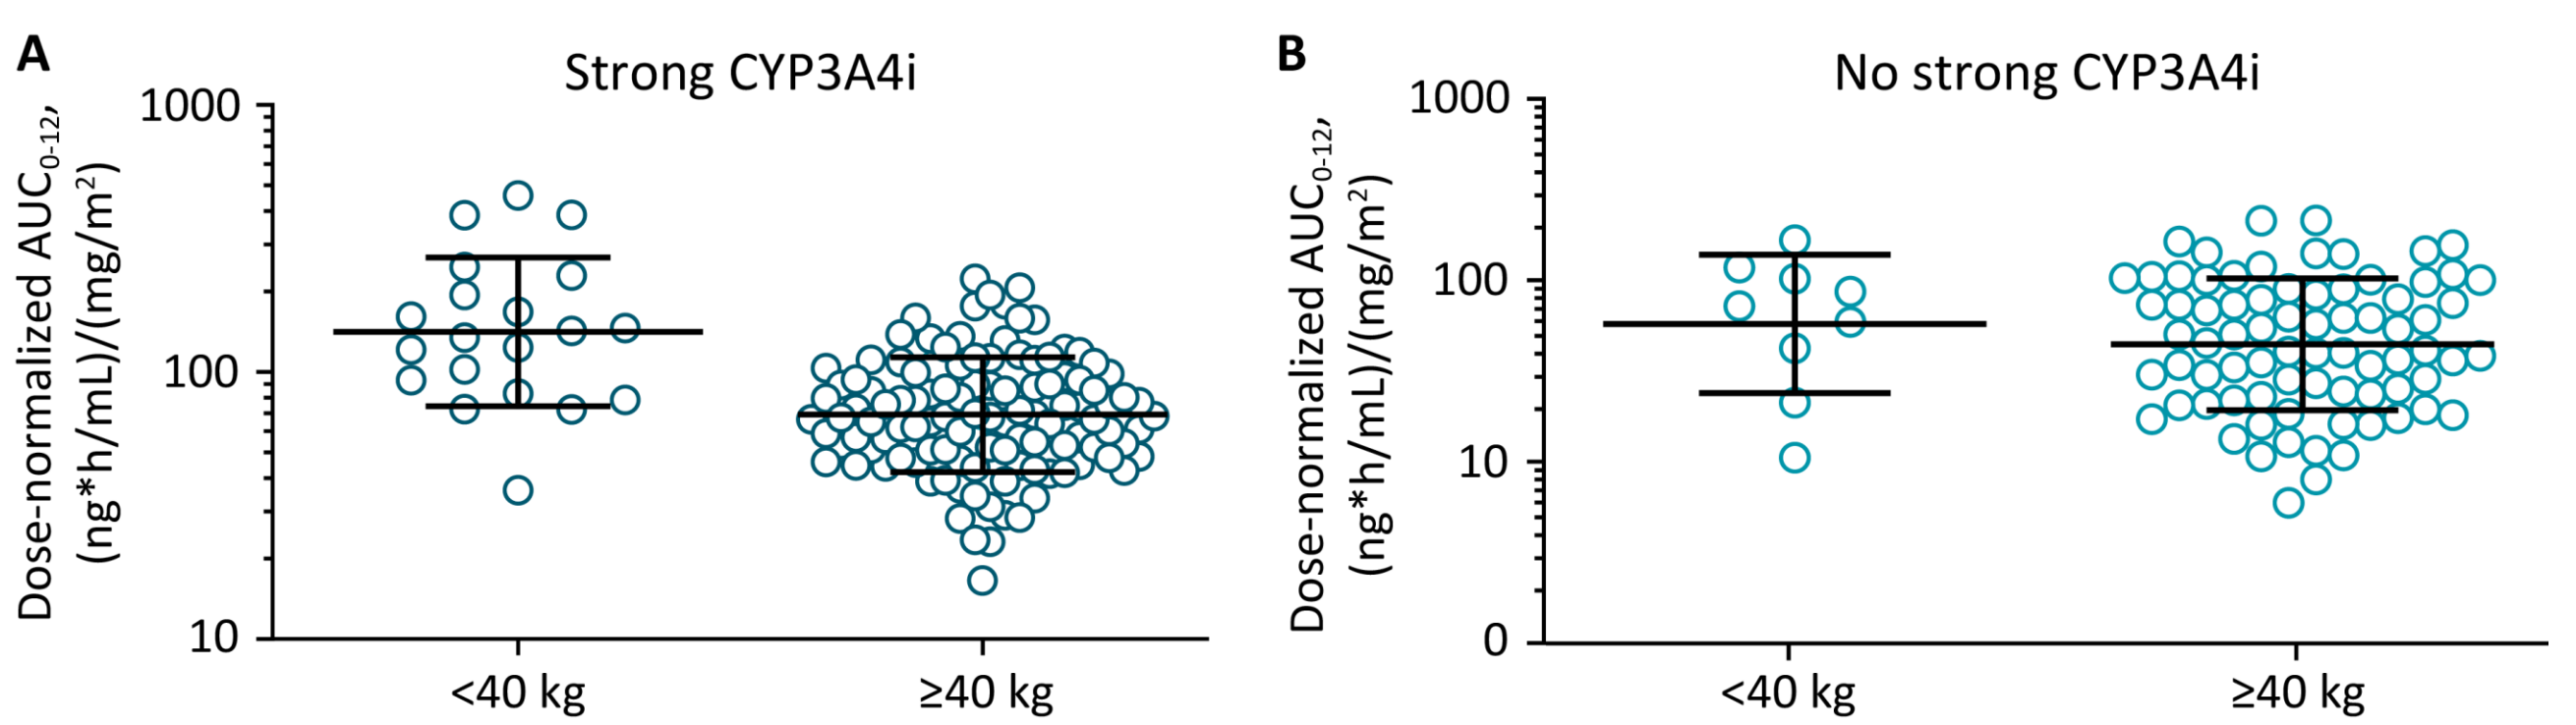 A
Strong CYP3A4i
Dose-normalized AUC0-12,
(ng*h/mL)/(mg/m2)
1000
100
10
<40 kg
≥40 kg
B
No strong CYP3A4i
Dose-normalized AUC0-12,
(ng*h/mL)/(mg/m2)
1000
100
10
0
<40 kg
≥40 kg